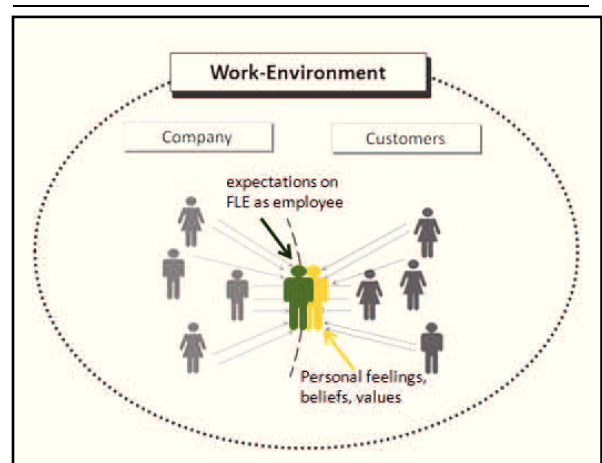 Work-Environment
Company
Customers
expectations on
FLE as employee
Personal feelings,
beliefs, values